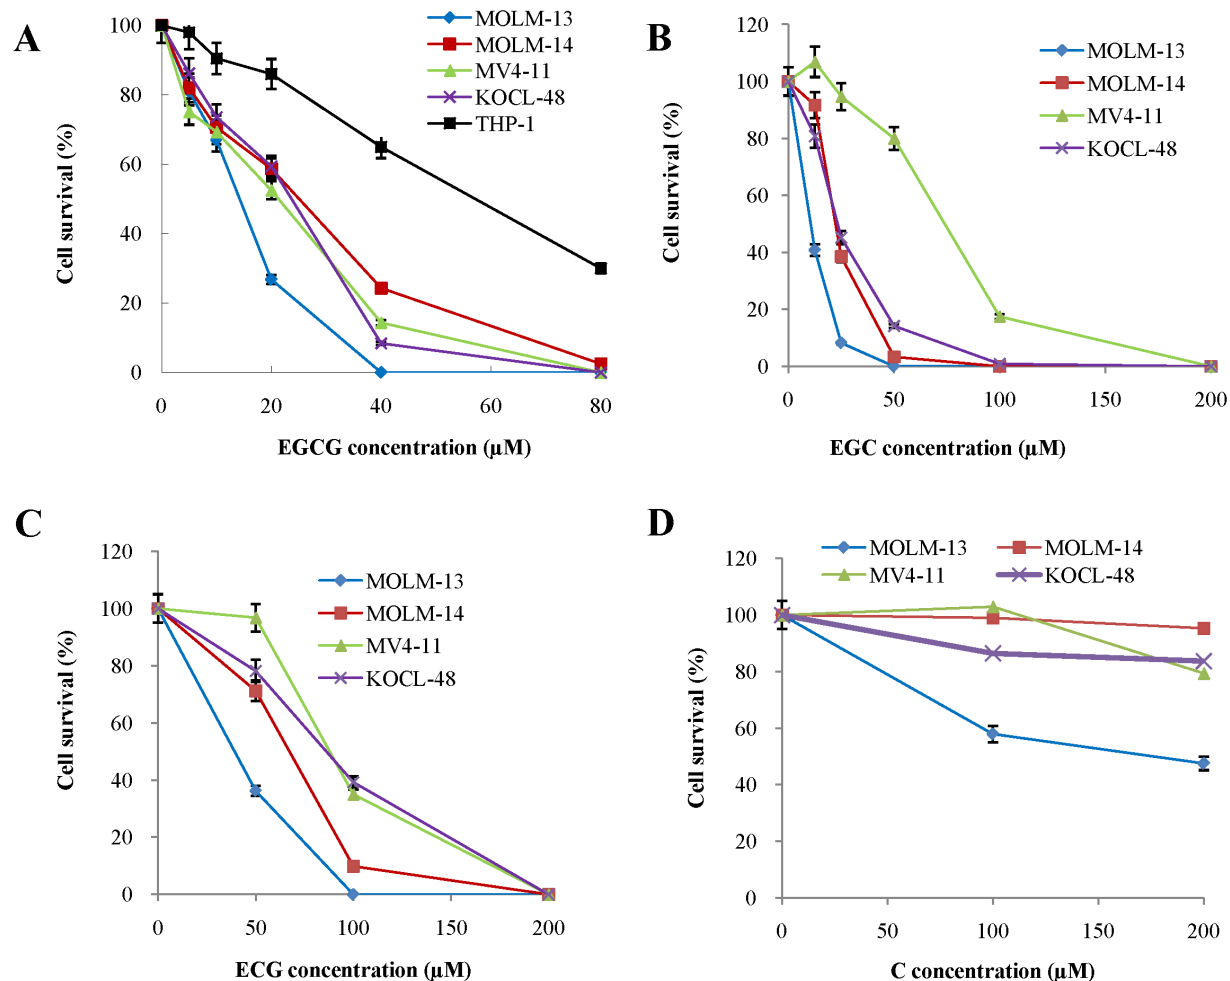 A
MOLM-13
MOLM-14
MV4-11
KOCL-48
THP-1
Cell survival (%)
100
80
60
40
20
0
0 20 40 60 80
EGCG concentration (µM)
B
MOLM-13
MOLM-14
MV4-11
KOCL-48
Cell survival (%)
120
100
80
60
40
20
0
0 50 100 150 200
EGC concentration (µM)
C
MOLM-13
MOLM-14
MV4-11
KOCL-48
Cell survival (%)
120
100
80
60
40
20
0
0 50 100 150 200
ECG concentration (µM)
D
MOLM-13 MOLM-14
MV4-11 KOCL-48
Cell survival (%)
120
100
80
60
40
20
0
0 50 100 150 200
C concentration (µM)